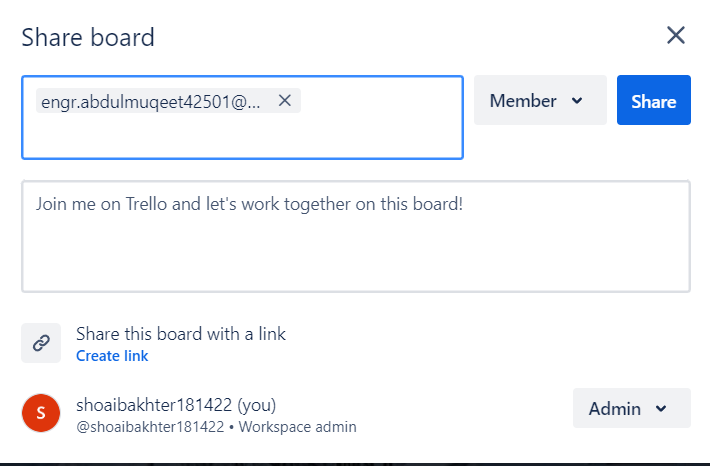 Share board
engr.abdulmuqeet42501@...
Member
Share
Join me on Trello and let's work together on this board!
Share this board with a link
Create link
S
shoaibakhter181422 (you)
@shoaibakhter181422 • Workspace admin
Admin